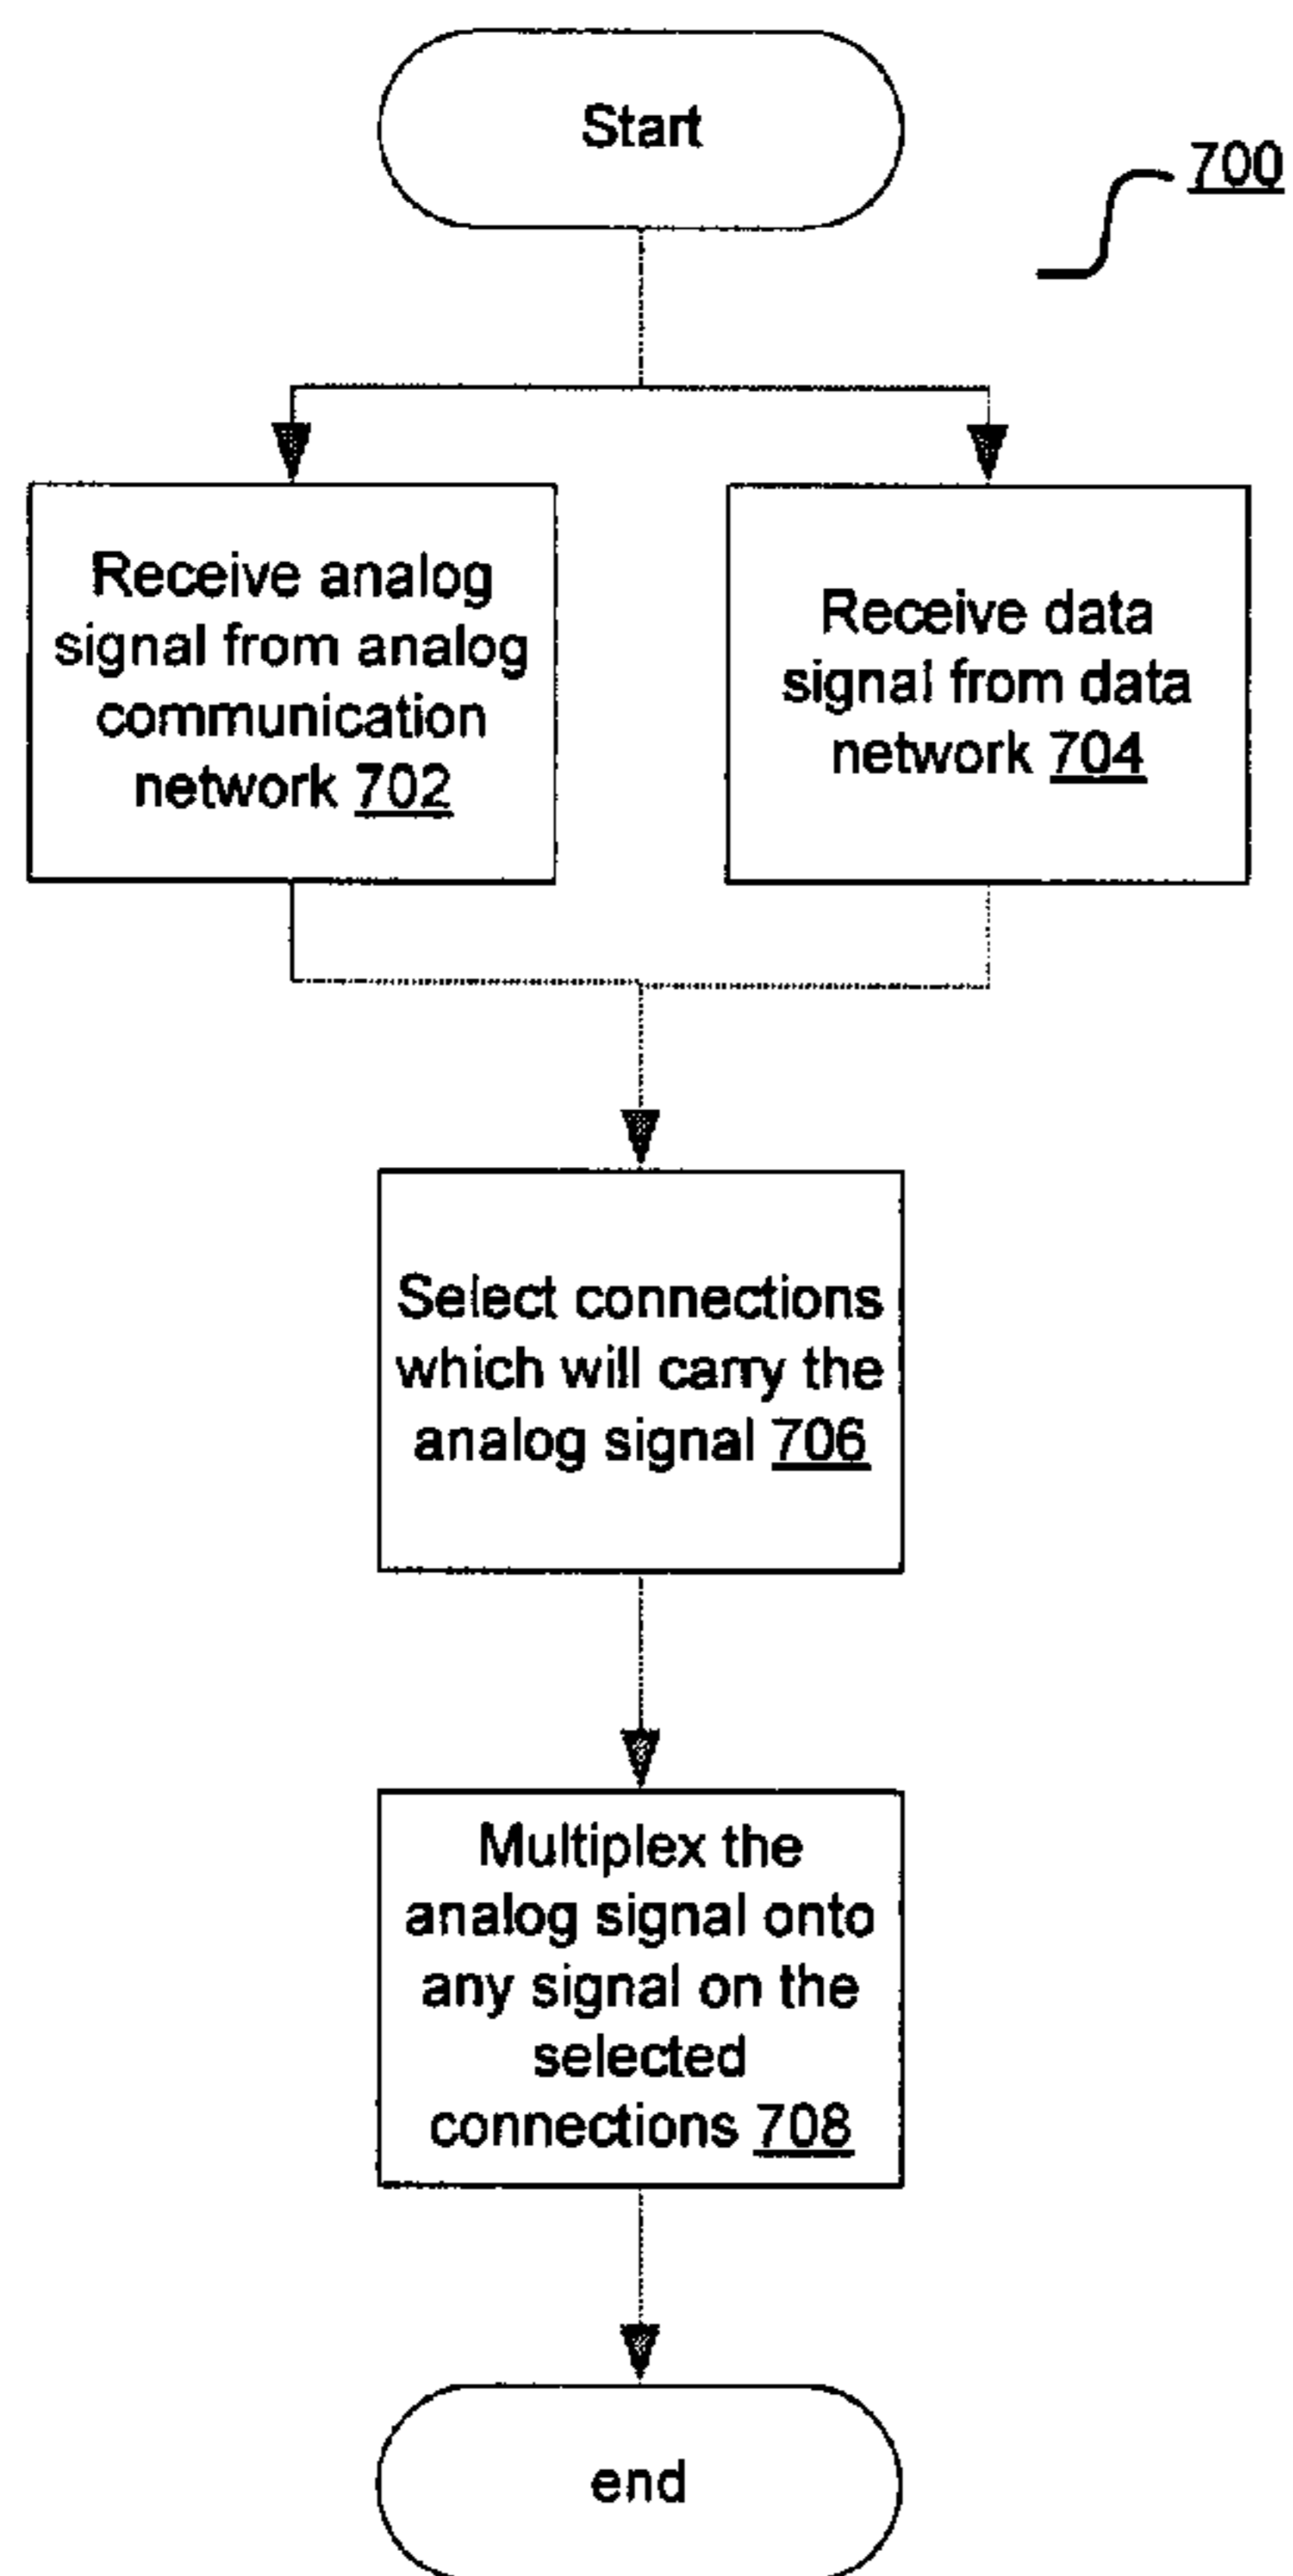 Start
700
Receive analog
signal from analog
communication
network 702
Receive data
signal from data
network 704
Select connections
which will carry the
analog signal 706
Multiplex the
analog signal onto
any signal on the
selected
connections 708
end